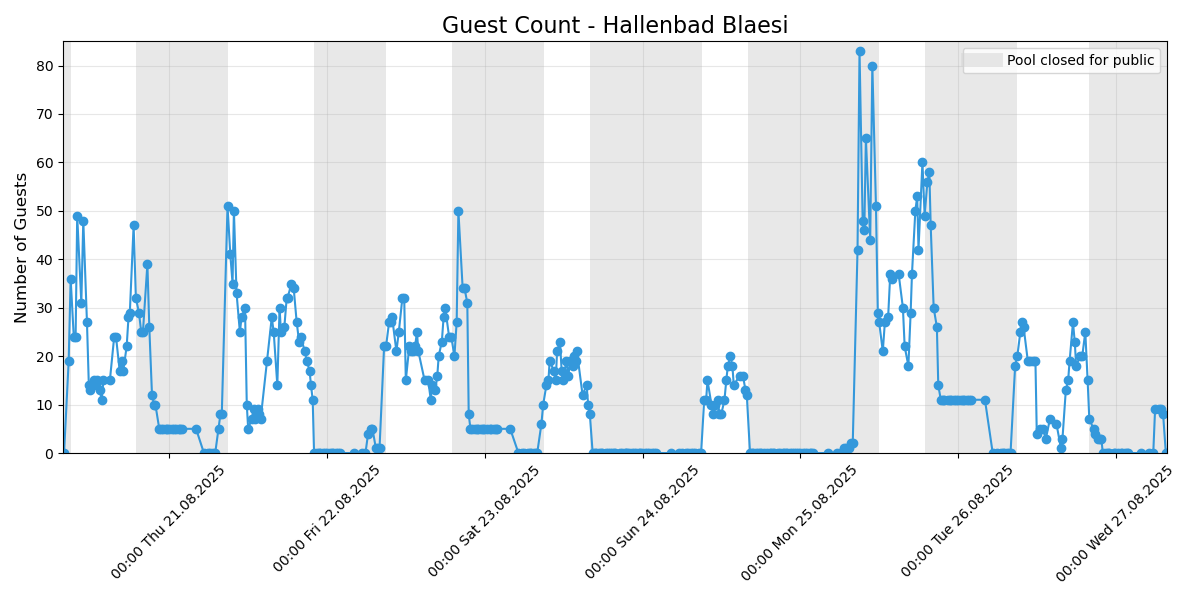 Guest Count - Hallenbad Blaesi
Pool closed for public
Number of Guests
80
70
60
50
40
30
20
10
0
00:00 Thu 21.08.2025
00:00 Fri 22.08.2025
00:00 Sat 23.08.2025
00:00 Sun 24.08.2025
00:00 Mon 25.08.2025
00:00 Tue 26.08.2025
00:00 Wed 27.08.2025